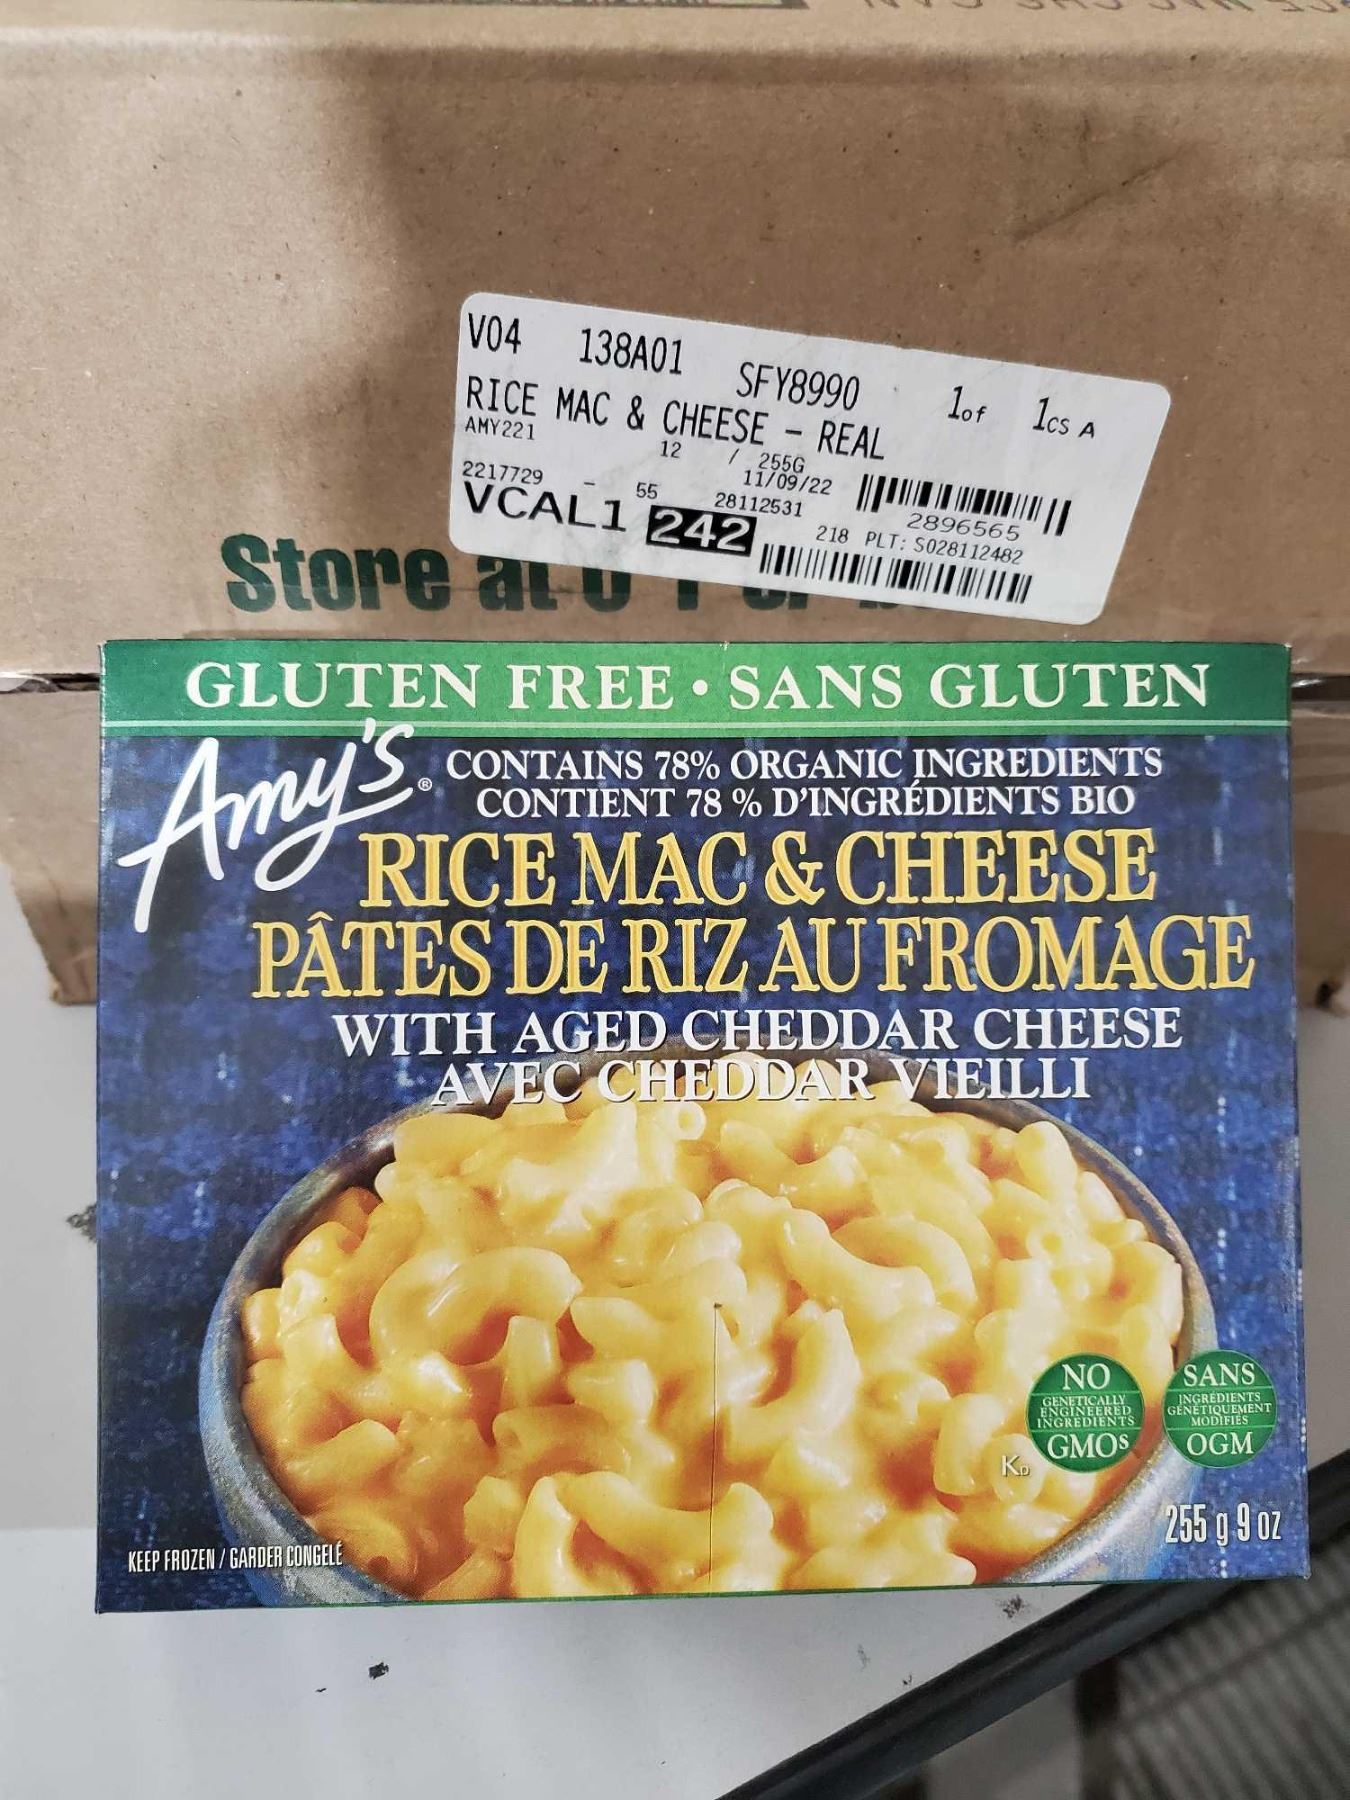 V04 138A01 SFY8990 1of 1CS A
RICE MAC & CHEESE - REAL
AMY221 12 / 255G
11/09/22
2217729 - 55 28112531
2896565
VCAL1 242
218 PLT: S028112482
Store at 0
GLUTEN FREE • SANS GLUTEN
Amy's®
CONTAINS 78% ORGANIC INGREDIENTS
CONTIENT 78 % D'INGRÉDIENTS BIO
RICE MAC & CHEESE
PÂTES DE RIZ AU FROMAGE
WITH AGED CHEDDAR CHEESE
AVEC CHEDDAR VIEILLI
NO
GENETICALLY
ENGINEERED
INGREDIENTS
GMOs
SANS
INGRÉDIENTS
GÉNÉTIQUEMENT
MODIFIÉS
OGM
KD
255 g 9 oz
KEEP FROZEN / GARDER CONGELÉ